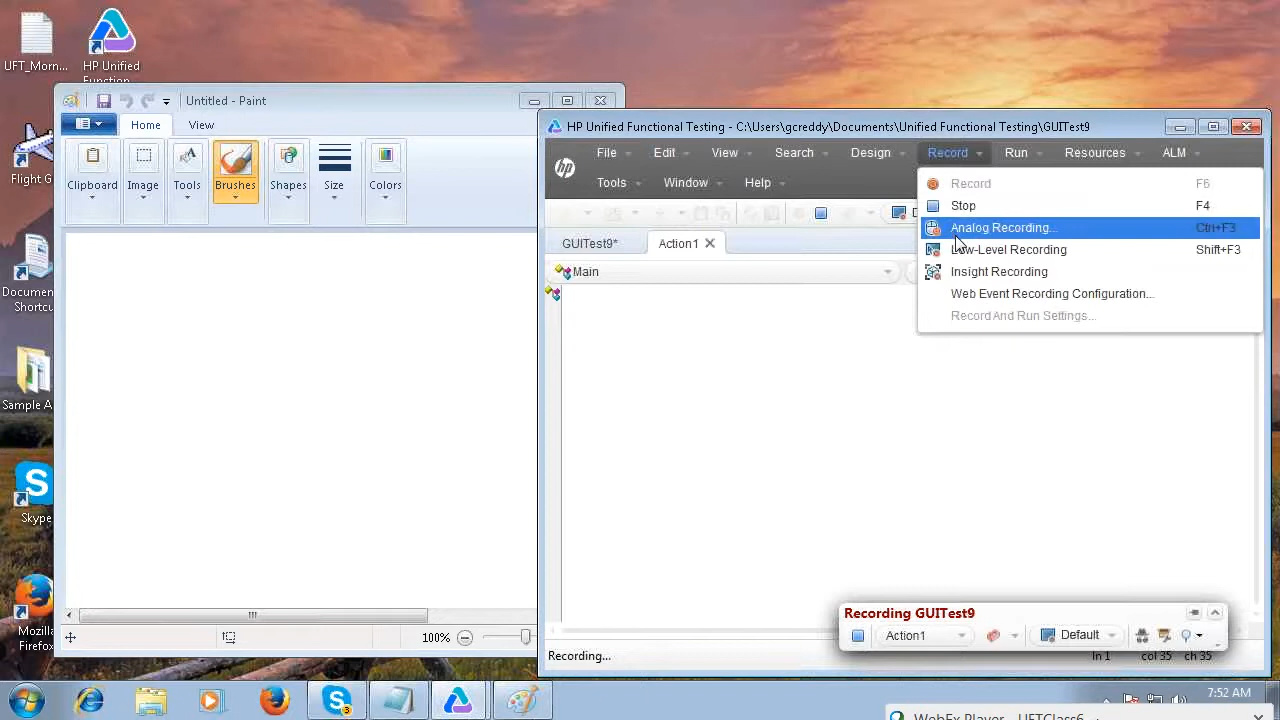 UFT_Morn...
HP Unified
Function
Flight G
Document
Shortcu
Sample A
Skype
Mozill
Firefox
Untitled - Paint
Home
View
Clipboard
Image
Tools
Brushes
Shapes
Size
Colors
100%
HP Unified Functional Testing - C:\Users\gcreddy\Documents\Unified Functional Testing\GUITest9
hp
File
Edit
View
Search
Design
Record
Run
Resources
ALM
Tools
Window
Help
Record F6
Stop F4
Analog Recording... Ctrl+F3
Low-Level Recording Shift+F3
Insight Recording
Web Event Recording Configuration...
Record And Run Settings...
GUITest9*
Action1
Main
Recording GUITest9
Action1
Default
Recording...
ln 1 col 35 ch 35
7:52 AM
WebEx Player - UFTClass6